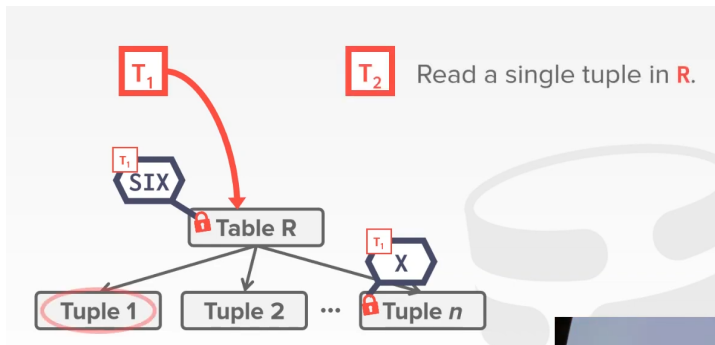 T₁
T₂ Read a single tuple in R.
T₁
SIX
Table R
T₁
X
Tuple 1 Tuple 2 ... Tuple n